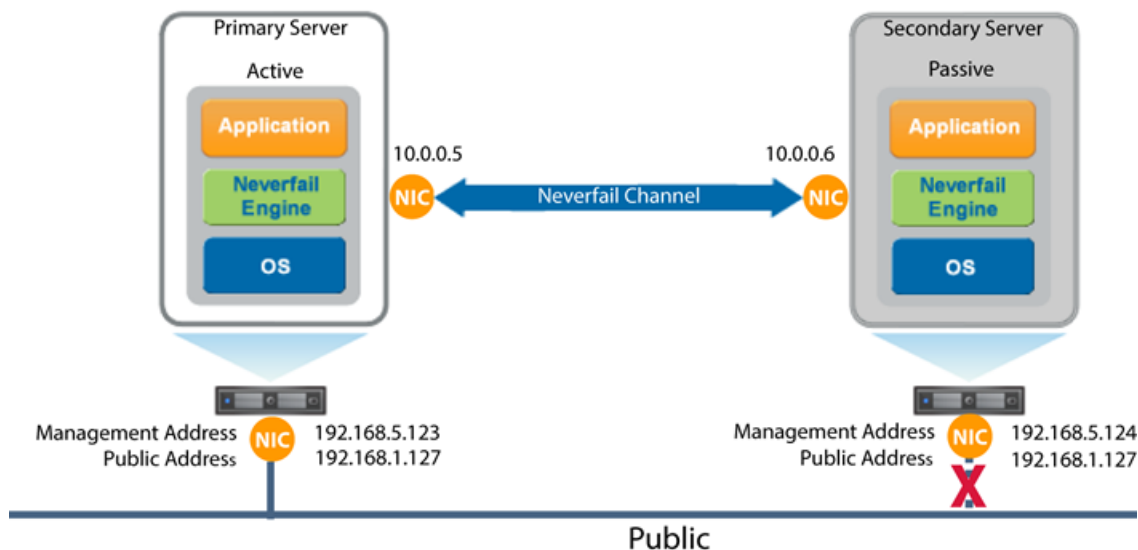 Primary Server
Active
Application
Neverfail
Engine
OS
10.0.0.5
NIC
Neverfail Channel
10.0.0.6
NIC
Secondary Server
Passive
Application
Neverfail
Engine
OS
Management Address NIC 192.168.5.123
Public Address 192.168.1.127
Management Address NIC 192.168.5.124
Public Address 192.168.1.127
X
Public